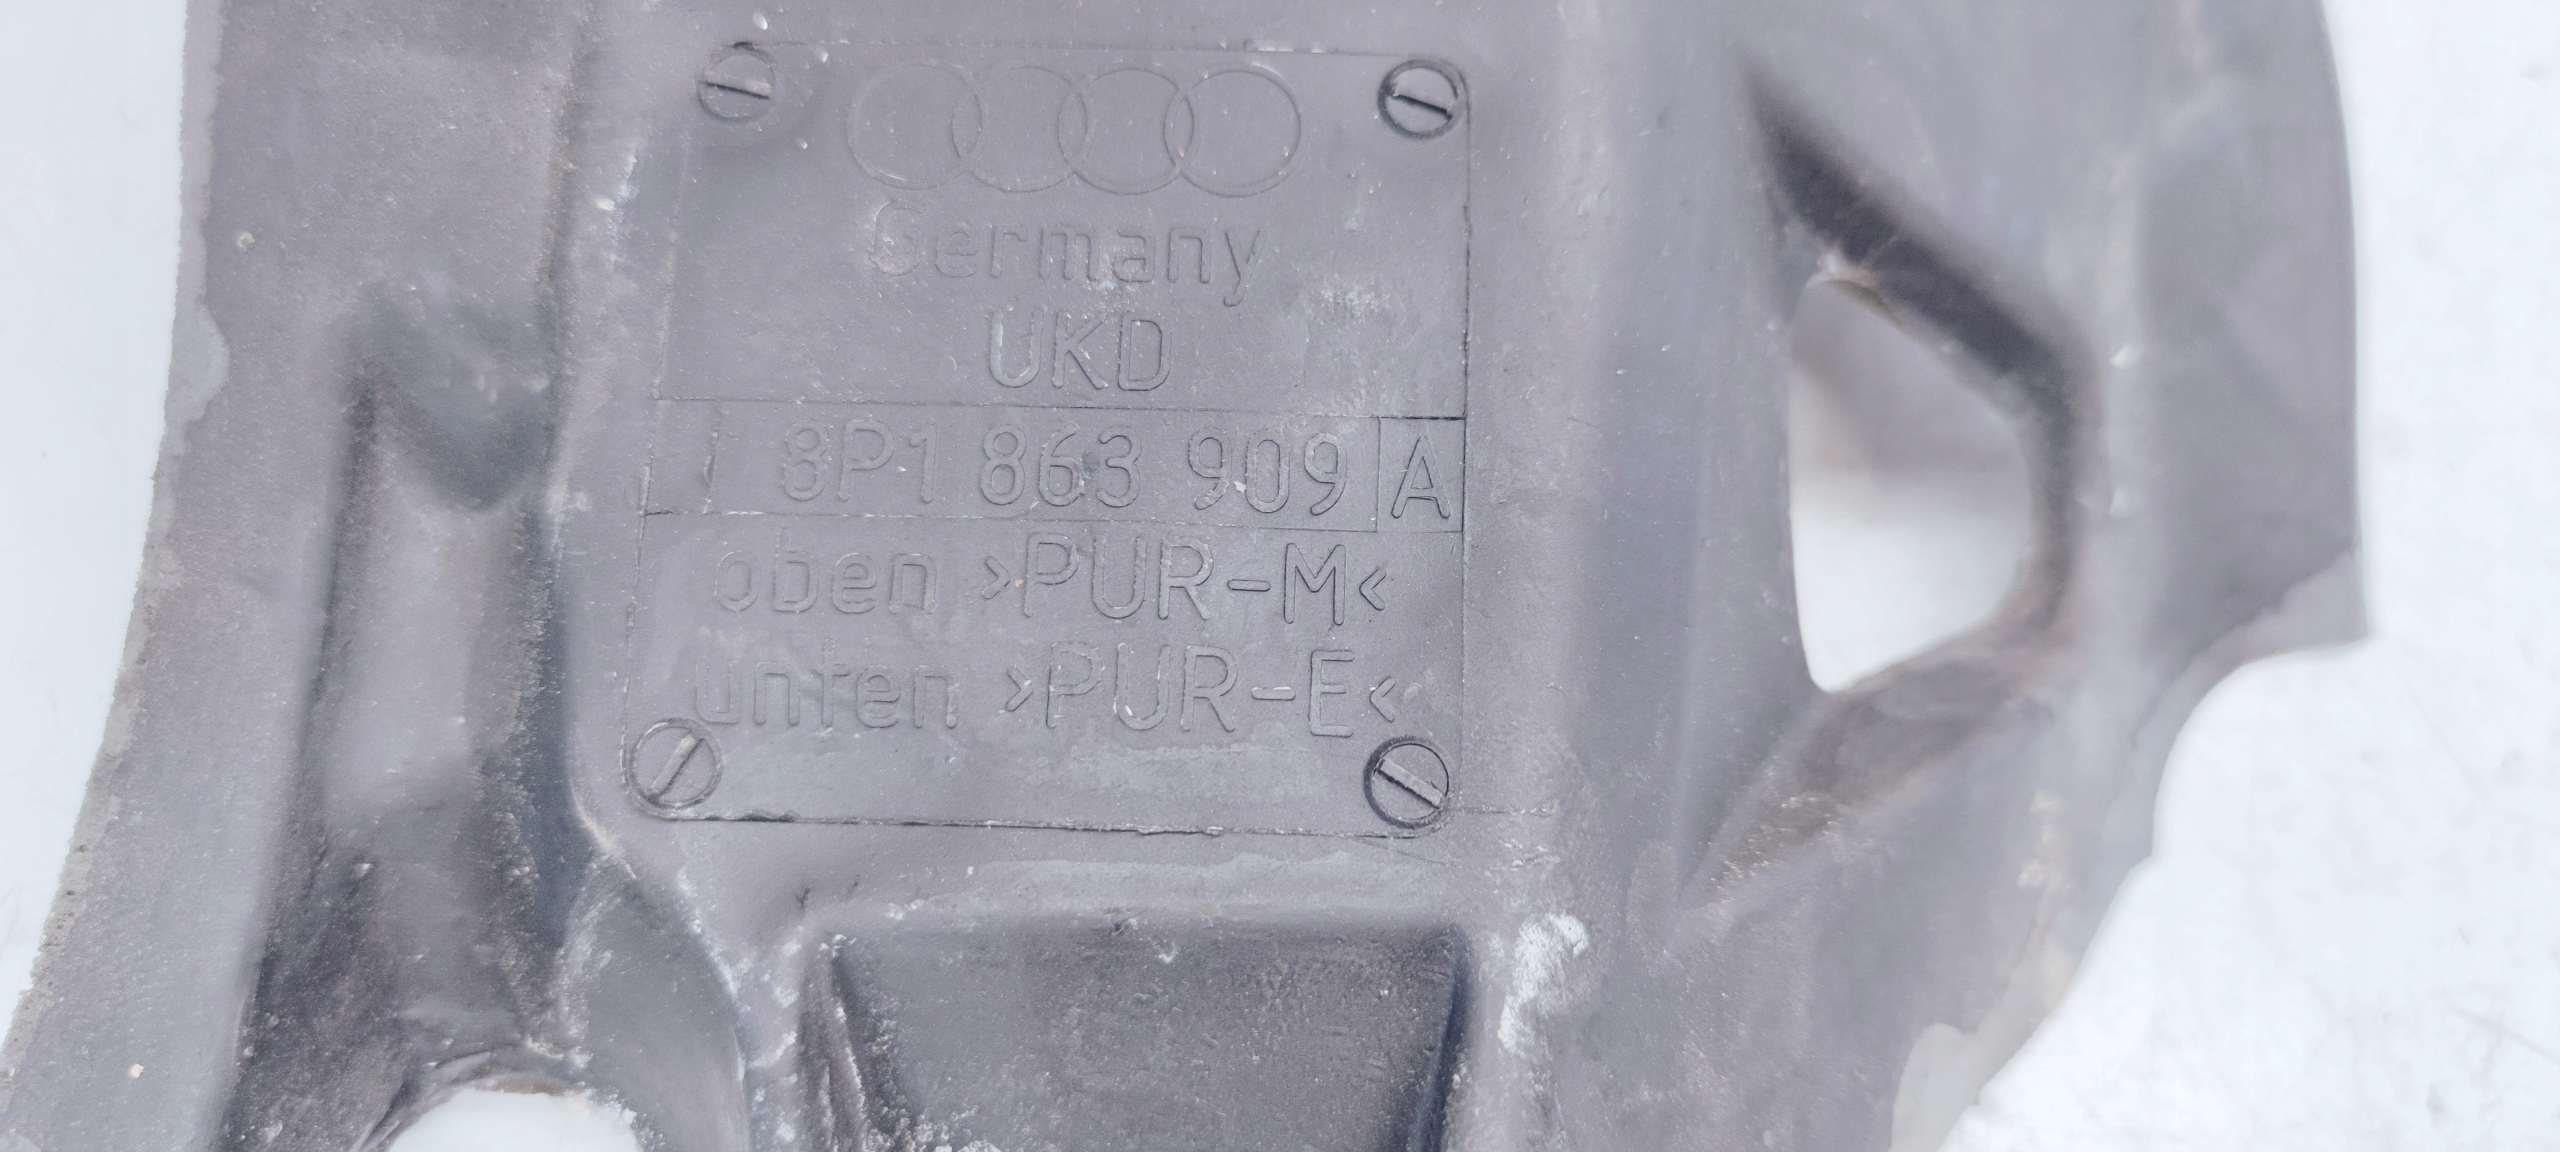 Germany
UKD
8P1 863 909 A
oben >PUR-M<
unten >PUR-E<